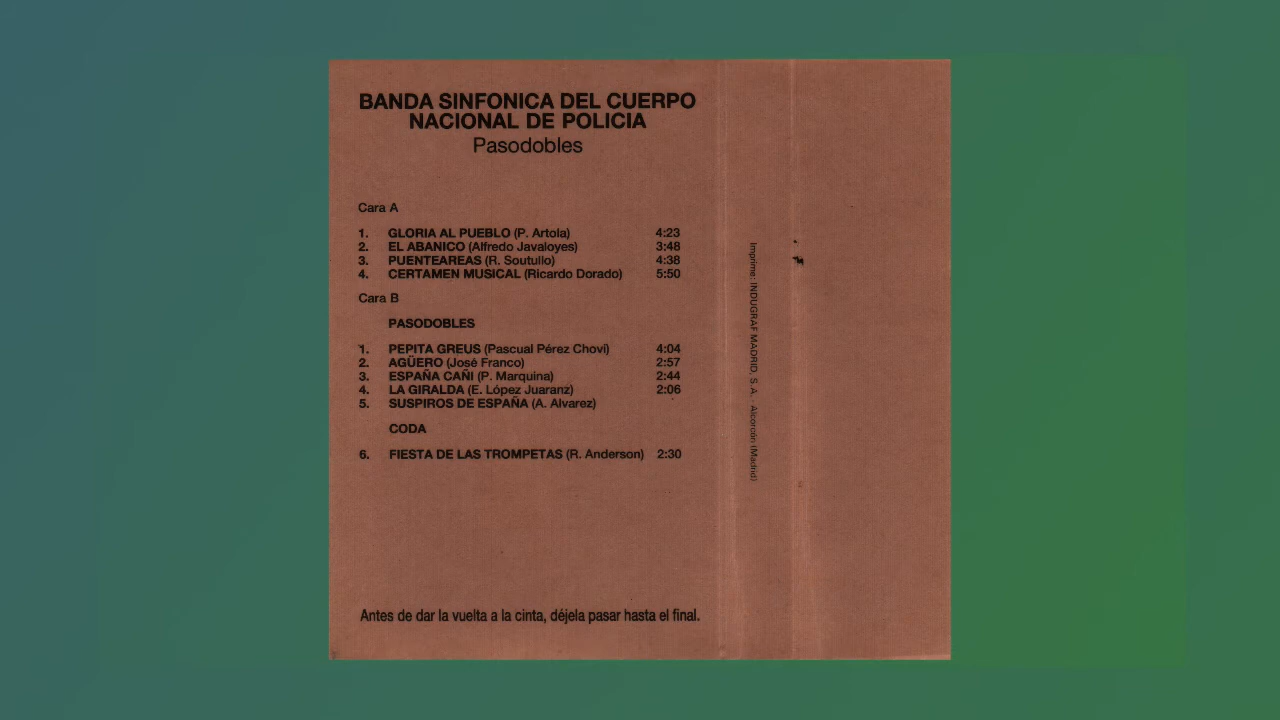 BANDA SINFONICA DEL CUERPO
NACIONAL DE POLICIA
Pasodobles
Cara A
1. GLORIA AL PUEBLO (P. Artola) 4:23
2. EL ABANICO (Alfredo Javaloyes) 3:48
3. PUENTEAREAS (R. Soutullo) 4:38
4. CERTAMEN MUSICAL (Ricardo Dorado) 5:50
Cara B
PASODOBLES
1. PEPITA GREUS (Pascual Pérez Chovi) 4:04
2. AGÜERO (José Franco) 2:57
3. ESPAÑA CAÑI (P. Marquina) 2:44
4. LA GIRALDA (E. López Juaranz) 2:06
5. SUSPIROS DE ESPAÑA (A. Alvarez)
CODA
6. FIESTA DE LAS TROMPETAS (R. Anderson) 2:30
Antes de dar la vuelta a la cinta, déjela pasar hasta el final.
Imprime: INDUGRAF MADRID, S.A. - Alcorcón (Madrid)